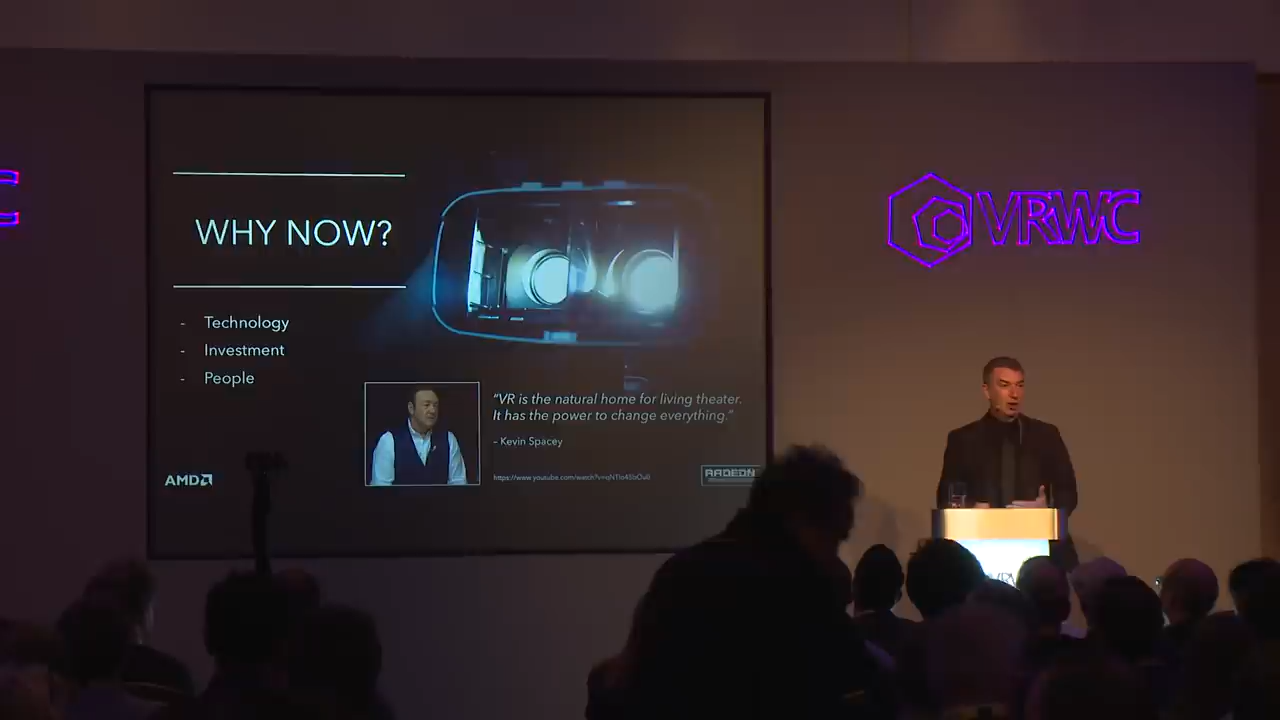 WHY NOW?
- Technology
- Investment
- People
"VR is the natural home for living theater.
It has the power to change everything."
– Kevin Spacey
AMD
RADEON
VRWC